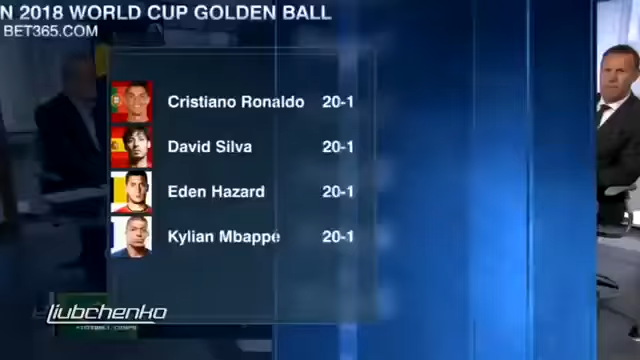 N 2018 WORLD CUP GOLDEN BALL
BET365.COM
Cristiano Ronaldo 20-1
David Silva 20-1
Eden Hazard 20-1
Kylian Mbappe 20-1
liubchenko